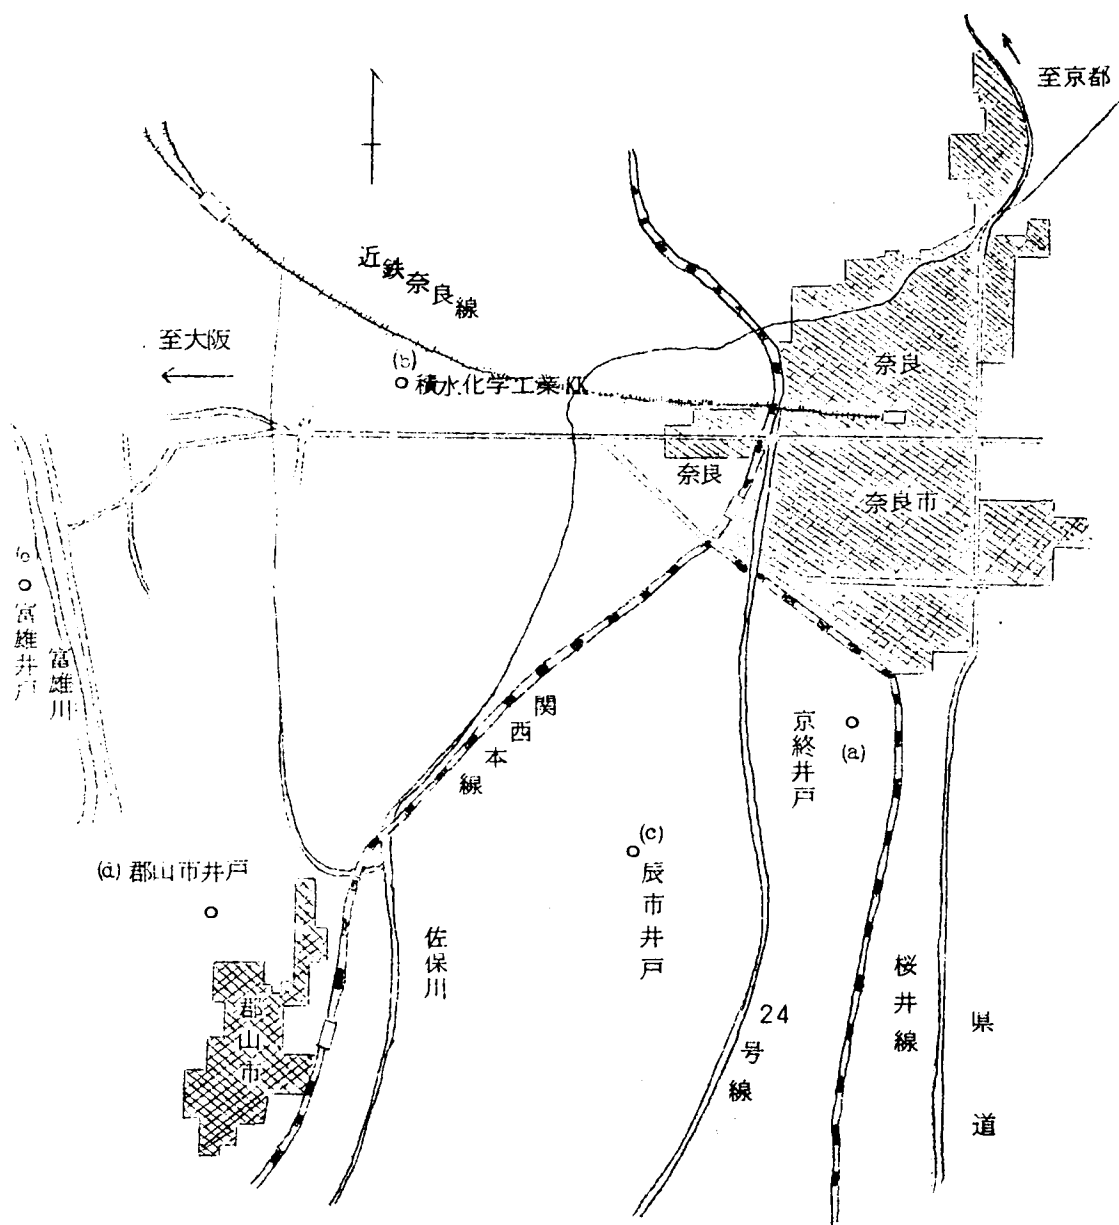 至京都
近鉄奈良線
至大阪
(b)
積水化学工業KK
奈良
奈良
奈良市
(e)
富雄井戸
富雄川
関西本線
京終井戸
(a)
(c)
辰市井戸
(d) 郡山市井戸
佐保川
郡山市
24号線
桜井線
県道